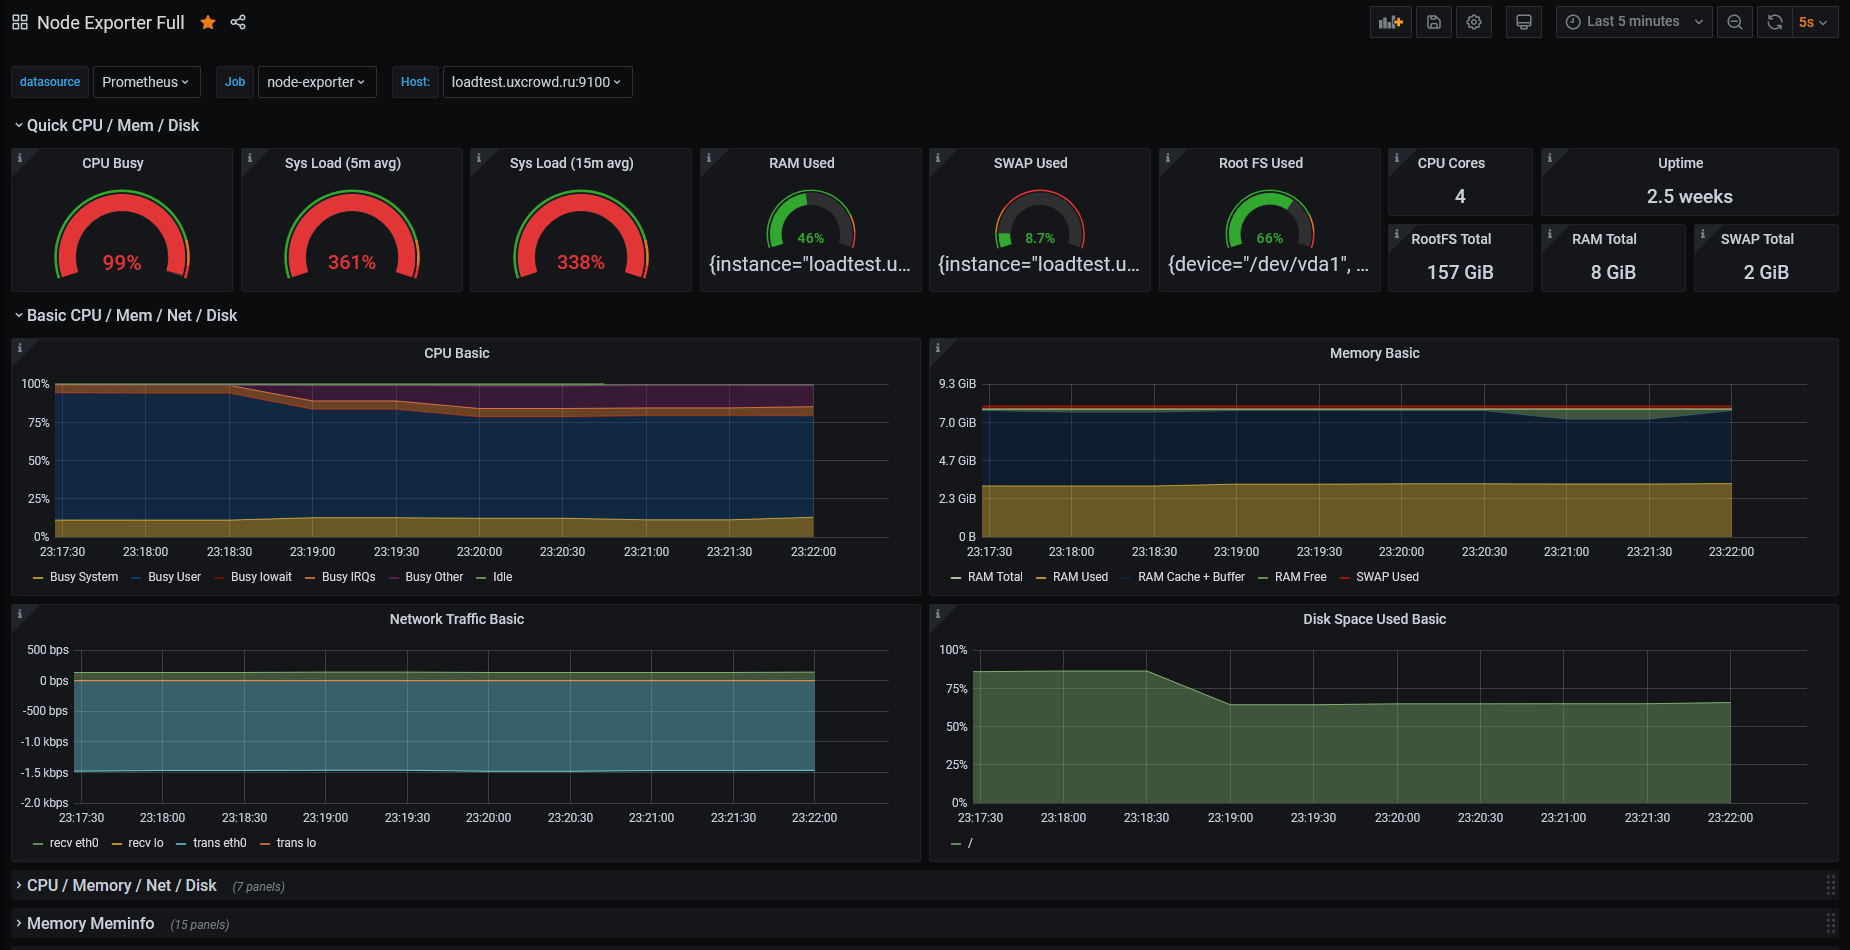 Node Exporter Full
Last 5 minutes
5s
datasource Prometheus Job node-exporter Host: loadtest.uxcrowd.ru:9100
Quick CPU / Mem / Disk
CPU Busy
99%
Sys Load (5m avg)
361%
Sys Load (15m avg)
338%
RAM Used
46%
{instance="loadtest.u...
SWAP Used
8.7%
{instance="loadtest.u...
Root FS Used
66%
{device="/dev/vda1", ...
CPU Cores
4
Uptime
2.5 weeks
RootFS Total
157 GiB
RAM Total
8 GiB
SWAP Total
2 GiB
Basic CPU / Mem / Net / Disk
CPU Basic
100%
75%
50%
25%
0%
23:17:30 23:18:00 23:18:30 23:19:00 23:19:30 23:20:00 23:20:30 23:21:00 23:21:30 23:22:00
Busy System Busy User Busy Iowait Busy IRQs Busy Other Idle
Memory Basic
9.3 GiB
7.0 GiB
4.7 GiB
2.3 GiB
0 B
23:17:30 23:18:00 23:18:30 23:19:00 23:19:30 23:20:00 23:20:30 23:21:00 23:21:30 23:22:00
RAM Total RAM Used RAM Cache + Buffer RAM Free SWAP Used
Network Traffic Basic
500 bps
0 bps
-500 bps
-1.0 kbps
-1.5 kbps
-2.0 kbps
23:17:30 23:18:00 23:18:30 23:19:00 23:19:30 23:20:00 23:20:30 23:21:00 23:21:30 23:22:00
recv eth0 recv lo trans eth0 trans lo
Disk Space Used Basic
100%
75%
50%
25%
0%
23:17:30 23:18:00 23:18:30 23:19:00 23:19:30 23:20:00 23:20:30 23:21:00 23:21:30 23:22:00
/
CPU / Memory / Net / Disk (7 panels)
Memory Meminfo (15 panels)